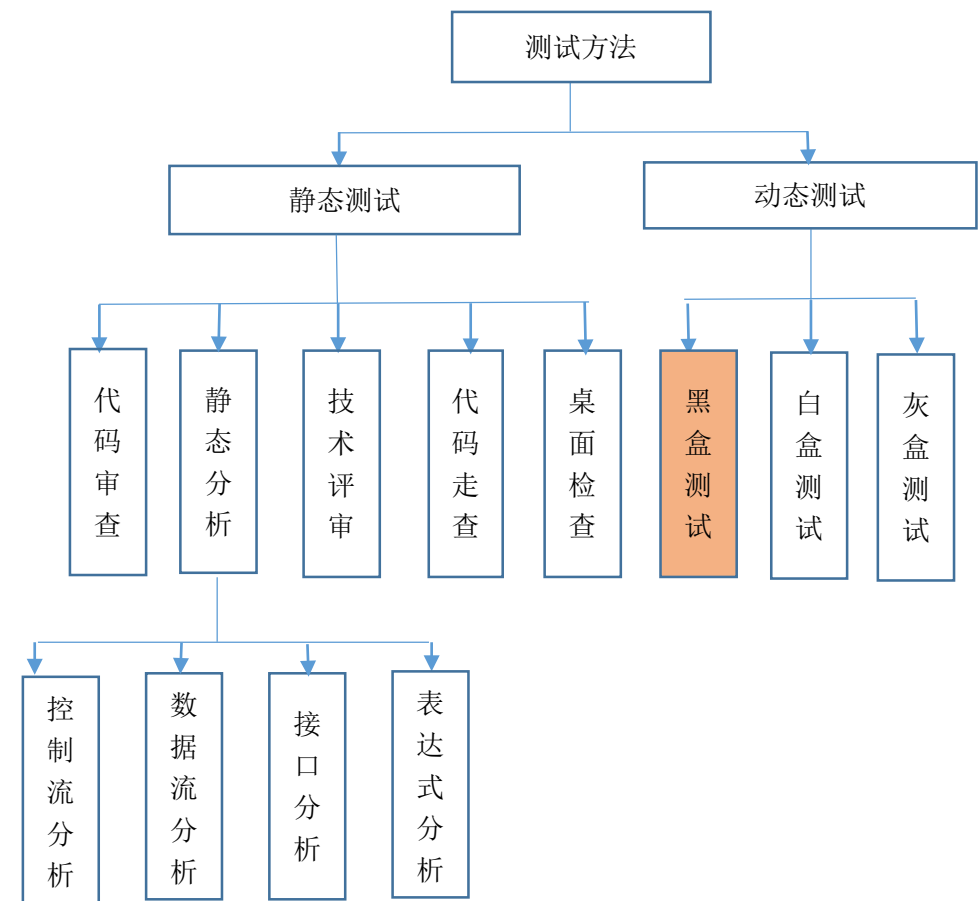 测试方法
静态测试
动态测试
代码审查
静态分析
技术评审
代码走查
桌面检查
黑盒测试
白盒测试
灰盒测试
控制流分析
数据流分析
接口分析
表达式分析